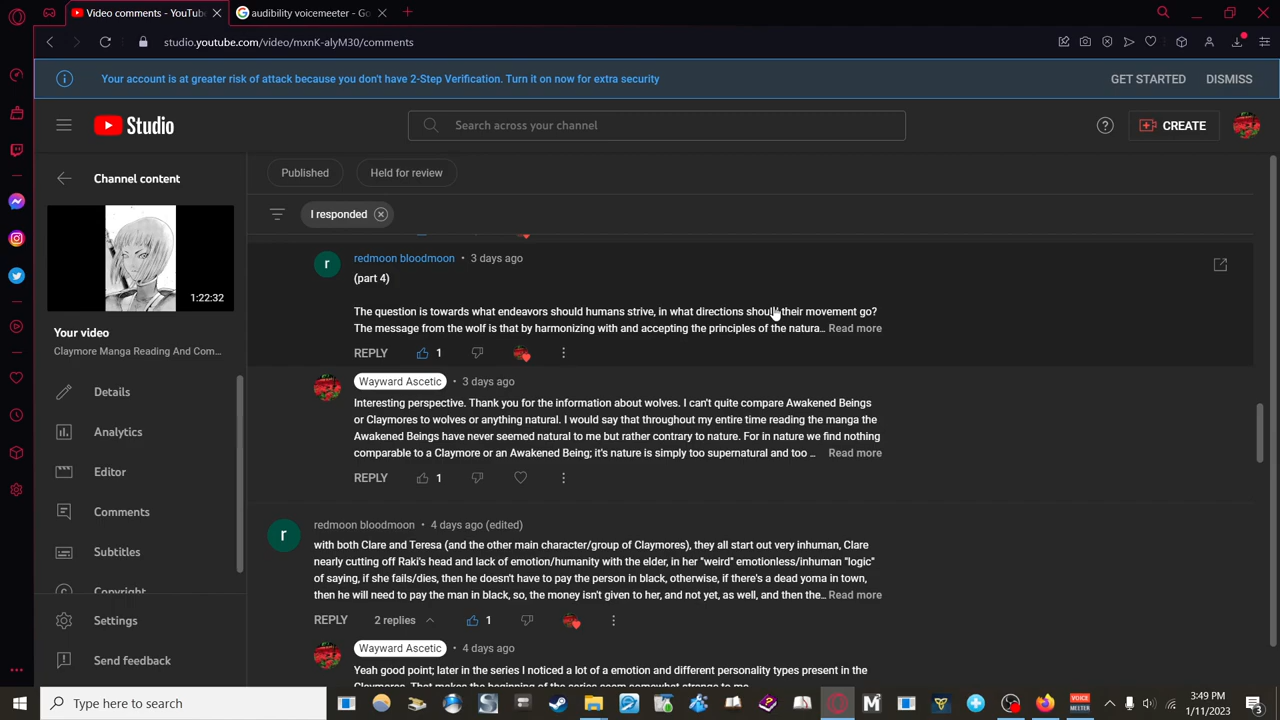 Video comments - YouTube
audibility voicemeeter - Go
studio.youtube.com/video/mxnK-alyM30/comments
Your account is at greater risk of attack because you don't have 2-Step Verification. Turn it on now for extra security
GET STARTED
DISMISS
Studio
Search across your channel
CREATE
Channel content
Published
Held for review
I responded
1:22:32
Your video
Claymore Manga Reading And Com...
Details
Analytics
Editor
Comments
Subtitles
Copyright
Settings
Send feedback
redmoon bloodmoon • 3 days ago
(part 4)
The question is towards what endeavors should humans strive, in what directions should their movement go?
The message from the wolf is that by harmonizing with and accepting the principles of the natura... Read more
REPLY 1
Wayward Ascetic • 3 days ago
Interesting perspective. Thank you for the information about wolves. I can't quite compare Awakened Beings
or Claymores to wolves or anything natural. I would say that throughout my entire time reading the manga the
Awakened Beings have never seemed natural to me but rather contrary to nature. For in nature we find nothing
comparable to a Claymore or an Awakened Being; it's nature is simply too supernatural and too ... Read more
REPLY 1
redmoon bloodmoon • 4 days ago (edited)
with both Clare and Teresa (and the other main character/group of Claymores), they all start out very inhuman, Clare
nearly cutting off Raki's head and lack of emotion/humanity with the elder, in her "weird" emotionless/inhuman "logic"
of saying, if she fails/dies, then he doesn't have to pay the person in black, otherwise, if there's a dead yoma in town,
then he will need to pay the man in black, so, the money isn't given to her, and not yet, as well, and then the... Read more
REPLY 2 replies 1
Wayward Ascetic • 4 days ago
Yeah good point; later in the series I noticed a lot of a emotion and different personality types present in the
Claymores. That makes the beginning of the series seem somewhat strange to me
Type here to search
3:49 PM
1/11/2023
3